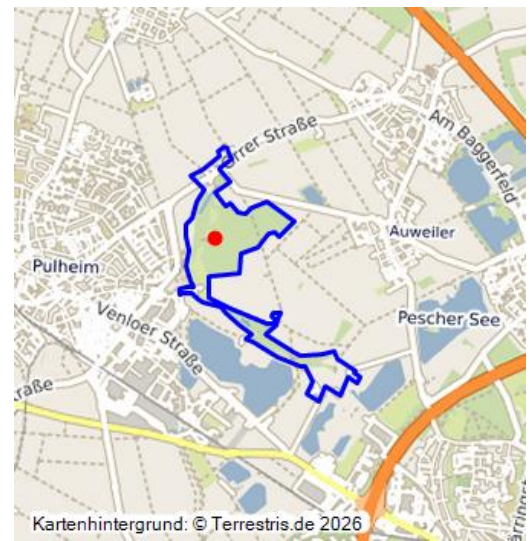 rrer Straße
Am Baggerfeld
Auweiler
Pulheim
Pescher See
Venloer Straße
raße
Kartenhintergrund: © Terrestris.de 2026